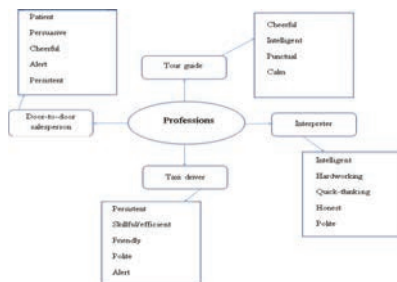 Patient
Persuasive
Cheerful
Alert
Persistent
Cheerful
Intelligent
Punctual
Calm
Tour guide
Door-to-door
salesperson
Professions
Interpreter
Taxi driver
Persistent
Skillful/efficient
Friendly
Polite
Alert
Intelligent
Hardworking
Quick-thinking
Honest
Polite